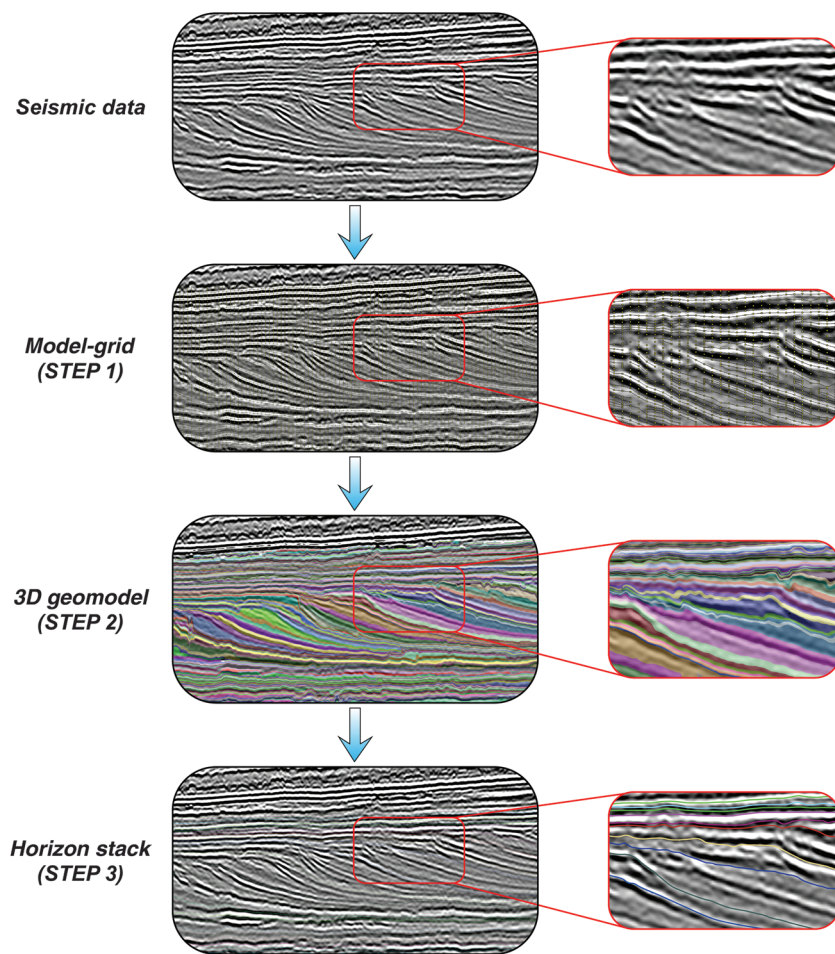 Seismic data
Model-grid
(STEP 1)
3D geomodel
(STEP 2)
Horizon stack
(STEP 3)